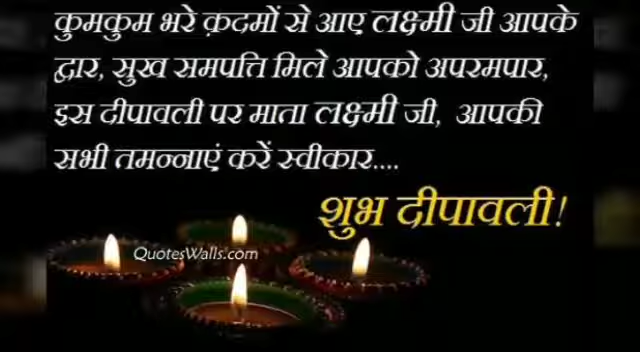 कुमकुम भरे क़दमों से आए लक्ष्मी जी आपके
द्वार, सुख समपत्ति मिले आपको अपरमपार,
इस दीपावली पर माता लक्ष्मी जी, आपकी
सभी तमन्नाएं करें स्वीकार....
शुभ दीपावली!
QuotesWalls.com